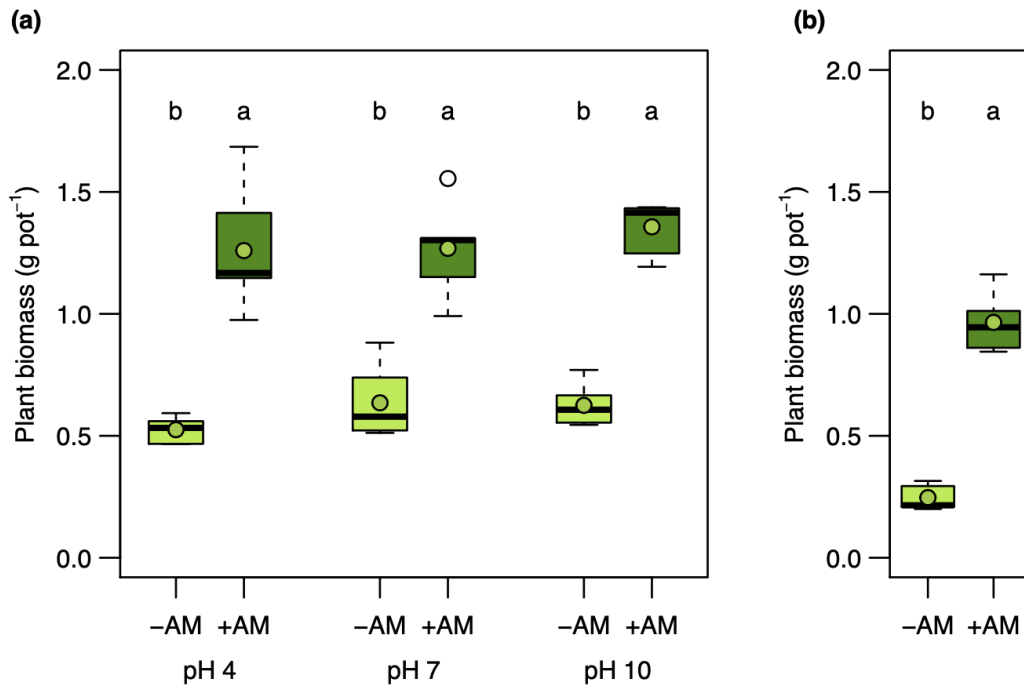 (a)
Plant biomass (g pot⁻¹)
2.0
1.5
1.0
0.5
0.0
b a b a b a
−AM +AM −AM +AM −AM +AM
pH 4 pH 7 pH 10
(b)
Plant biomass (g pot⁻¹)
2.0
1.5
1.0
0.5
0.0
b a
−AM +AM